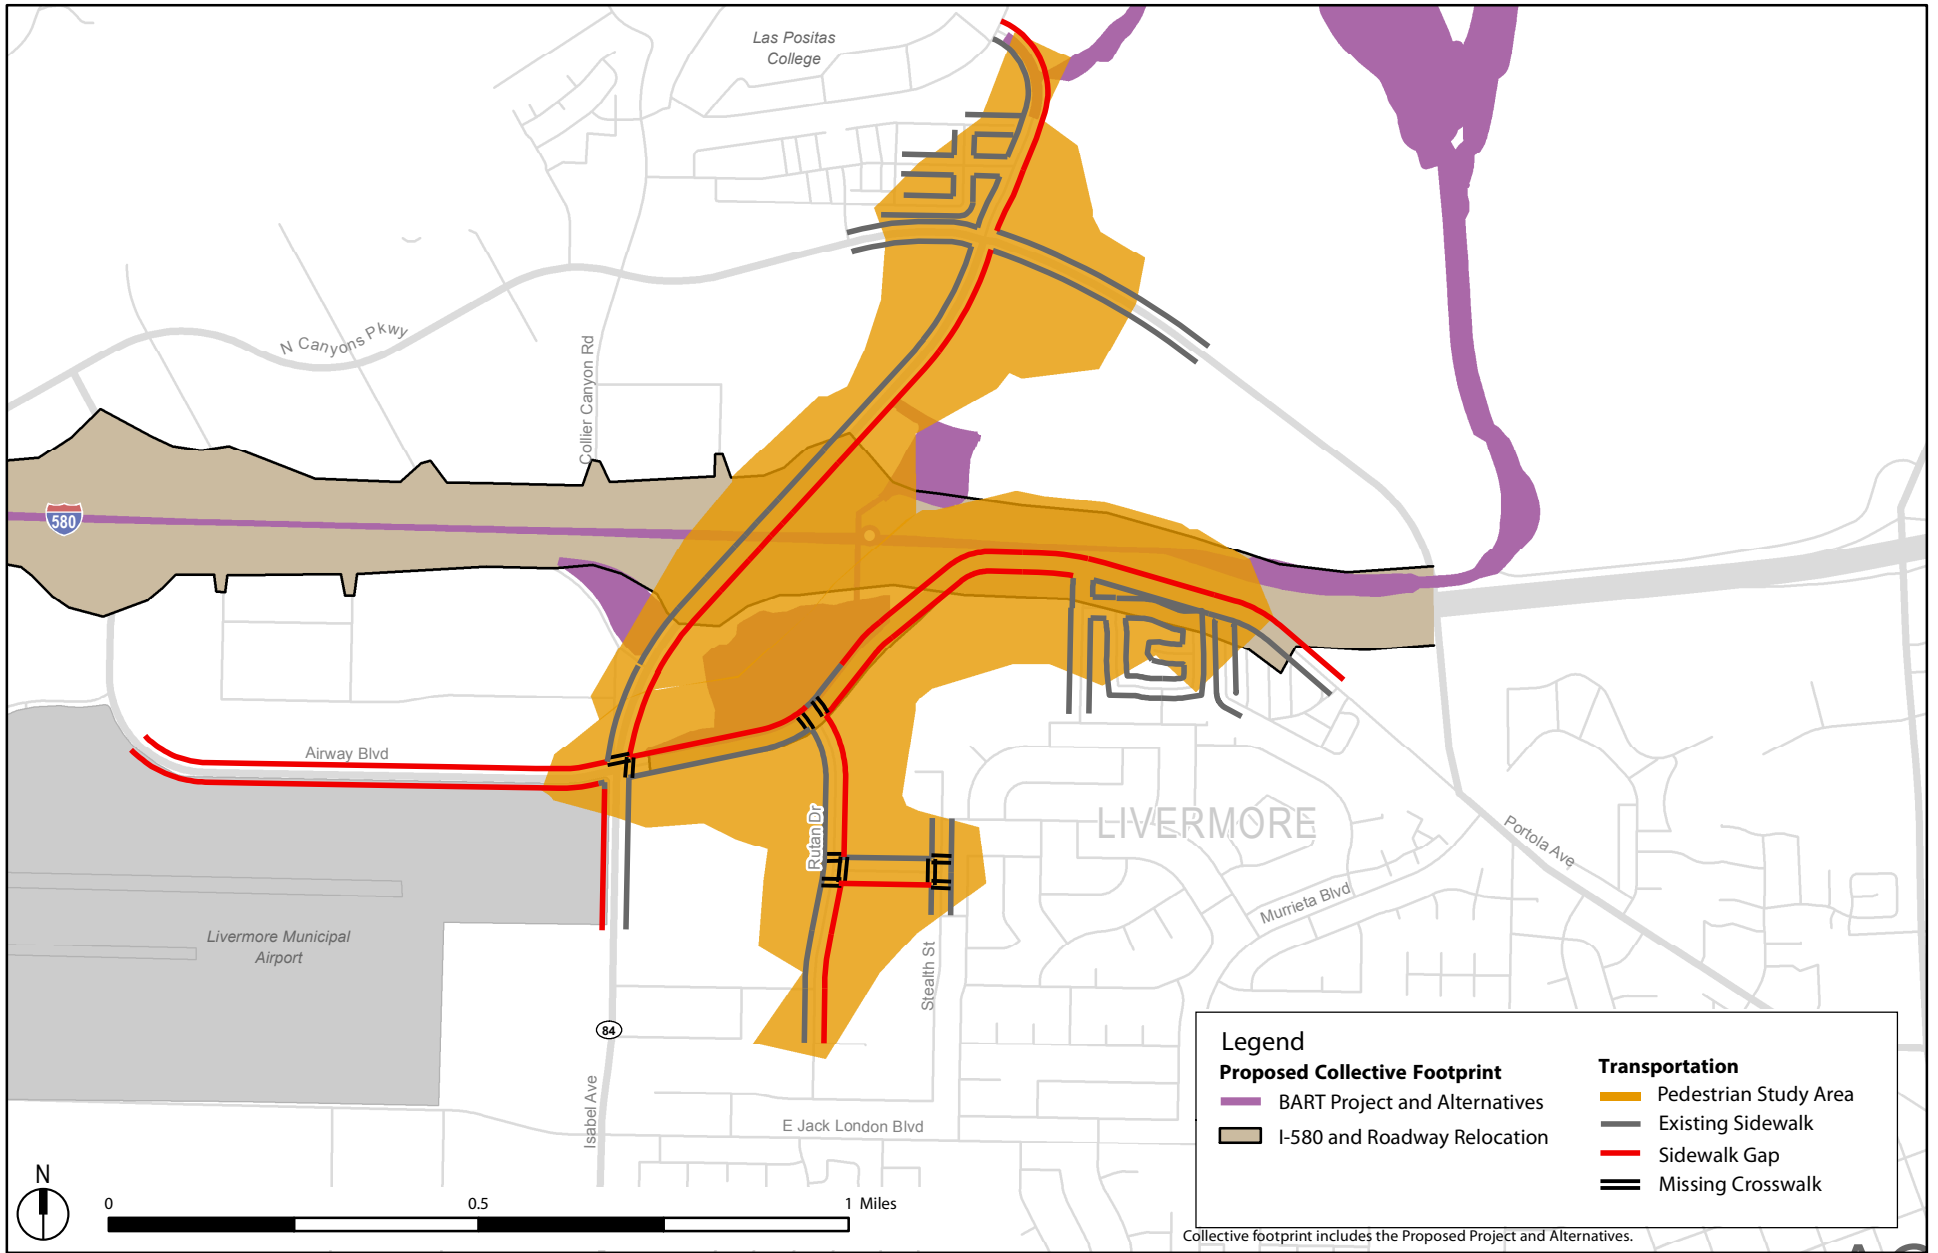 Las Positas
College
N Canyons Pkwy
Collier Canyon Rd
580
Airway Blvd
Rutan Dr
LIVERMORE
Portola Ave
Murrieta Blvd
Livermore Municipal
Airport
Stealth St
84
Isabel Ave
E Jack London Blvd
N
0 0.5 1 Miles
Legend
Proposed Collective Footprint
BART Project and Alternatives
I-580 and Roadway Relocation
Transportation
Pedestrian Study Area
Existing Sidewalk
Sidewalk Gap
Missing Crosswalk
Collective footprint includes the Proposed Project and Alternatives.